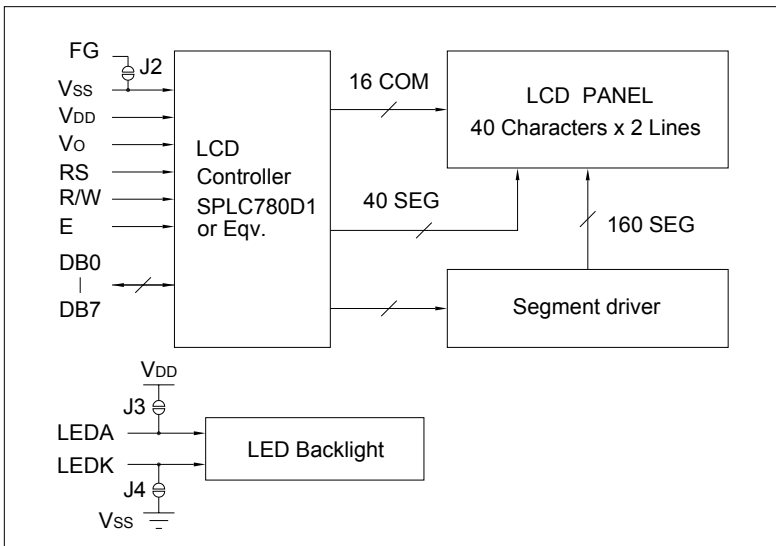 FG
J2
VSS
VDD
VO
RS
R/W
E
DB0
DB7
LCD
Controller
SPLC780D1
or Eqv.
16 COM
40 SEG
LCD PANEL
40 Characters x 2 Lines
160 SEG
Segment driver
VDD
J3
LEDA
LEDK
J4
VSS
LED Backlight